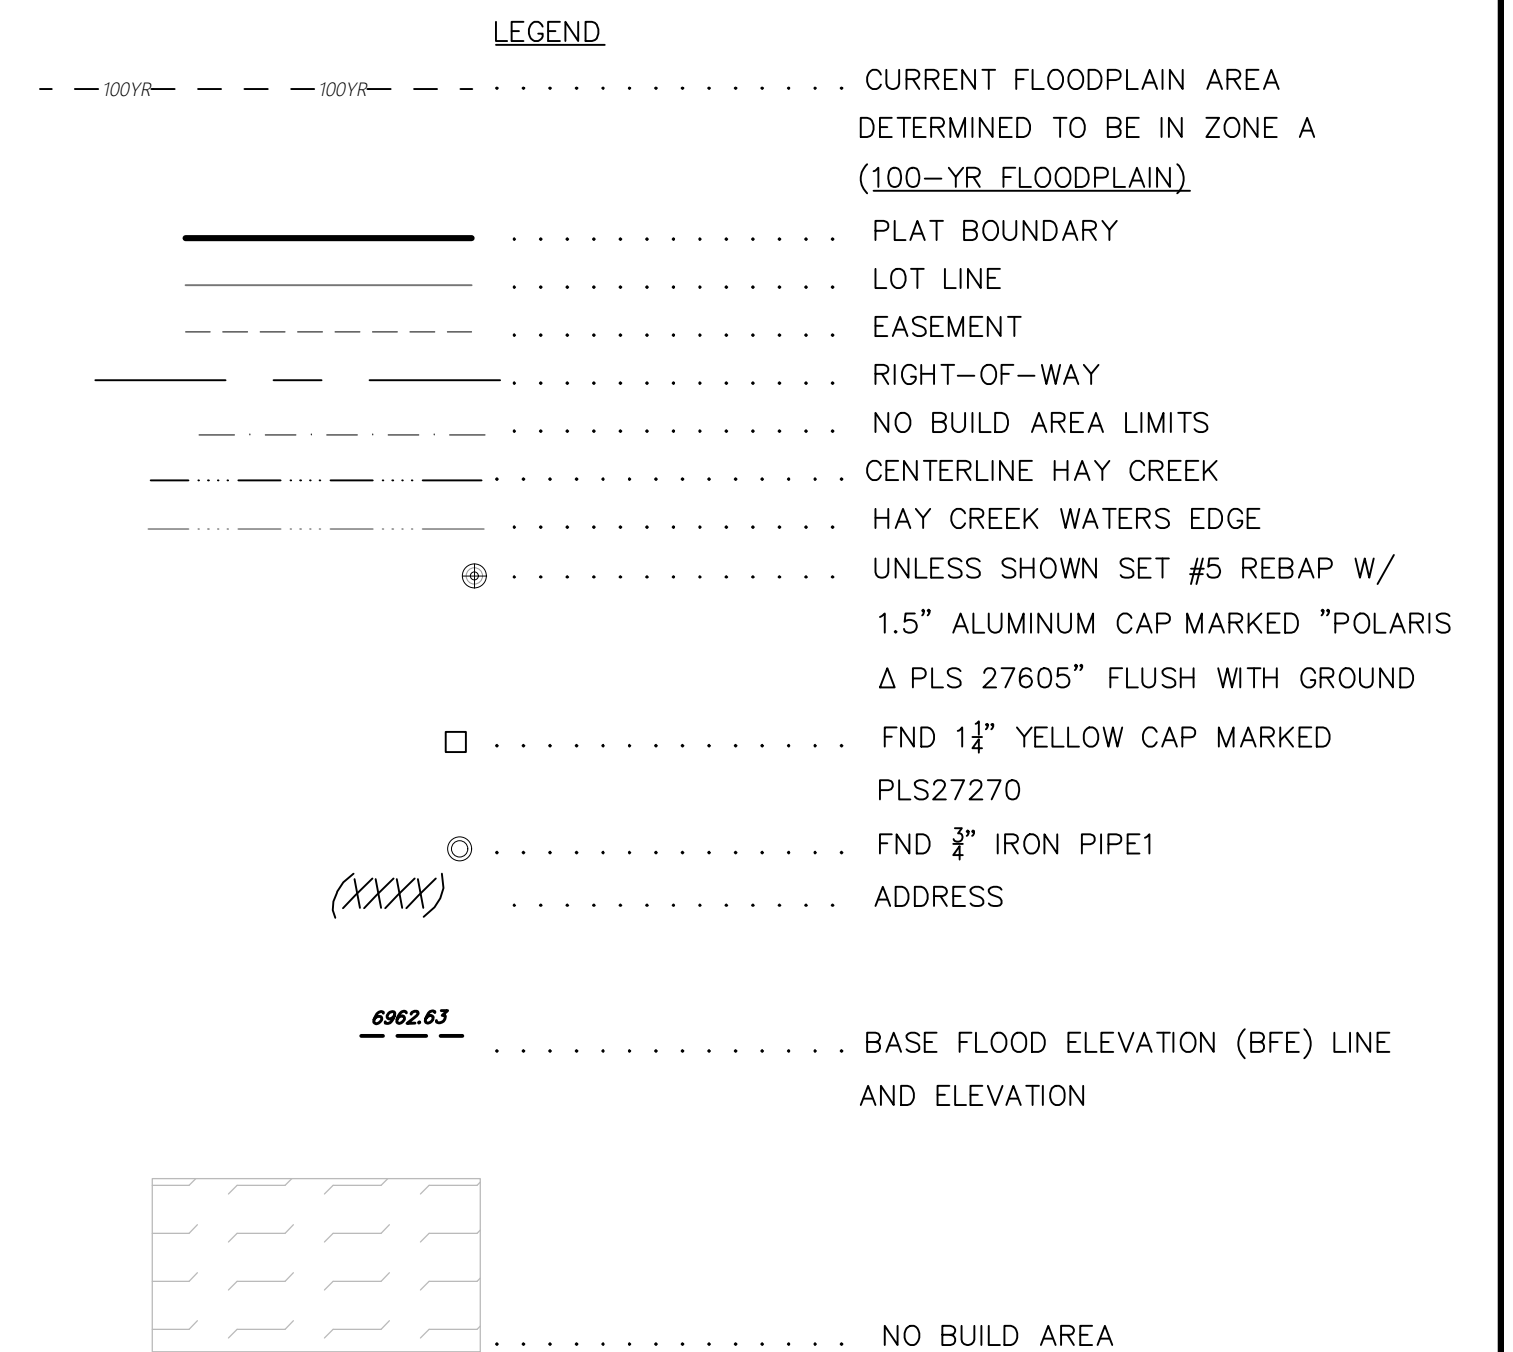 LEGEND
100YR 100YR . . . . . . . . . . . . . . CURRENT FLOODPLAIN AREA
DETERMINED TO BE IN ZONE A
(100-YR FLOODPLAIN)
. . . . . . . . . . . . . PLAT BOUNDARY
. . . . . . . . . . . . . LOT LINE
. . . . . . . . . . . . . EASEMENT
. . . . . . . . . . . . . RIGHT-OF-WAY
. . . . . . . . . . . . . NO BUILD AREA LIMITS
. . . . . . . . . . . . . . CENTERLINE HAY CREEK
. . . . . . . . . . . . . HAY CREEK WATERS EDGE
. . . . . . . . . . . . . UNLESS SHOWN SET #5 REBAP W/
1.5" ALUMINUM CAP MARKED "POLARIS
Δ PLS 27605" FLUSH WITH GROUND
. . . . . . . . . . . . . . FND 1¼" YELLOW CAP MARKED
PLS27270
. . . . . . . . . . . . . . FND ¾" IRON PIPE1
(XXXX) . . . . . . . . . . . . . ADDRESS
6962.63
. . . . . . . . . . . . . . BASE FLOOD ELEVATION (BFE) LINE
AND ELEVATION
. . . . . . . . . . . . . . NO BUILD AREA